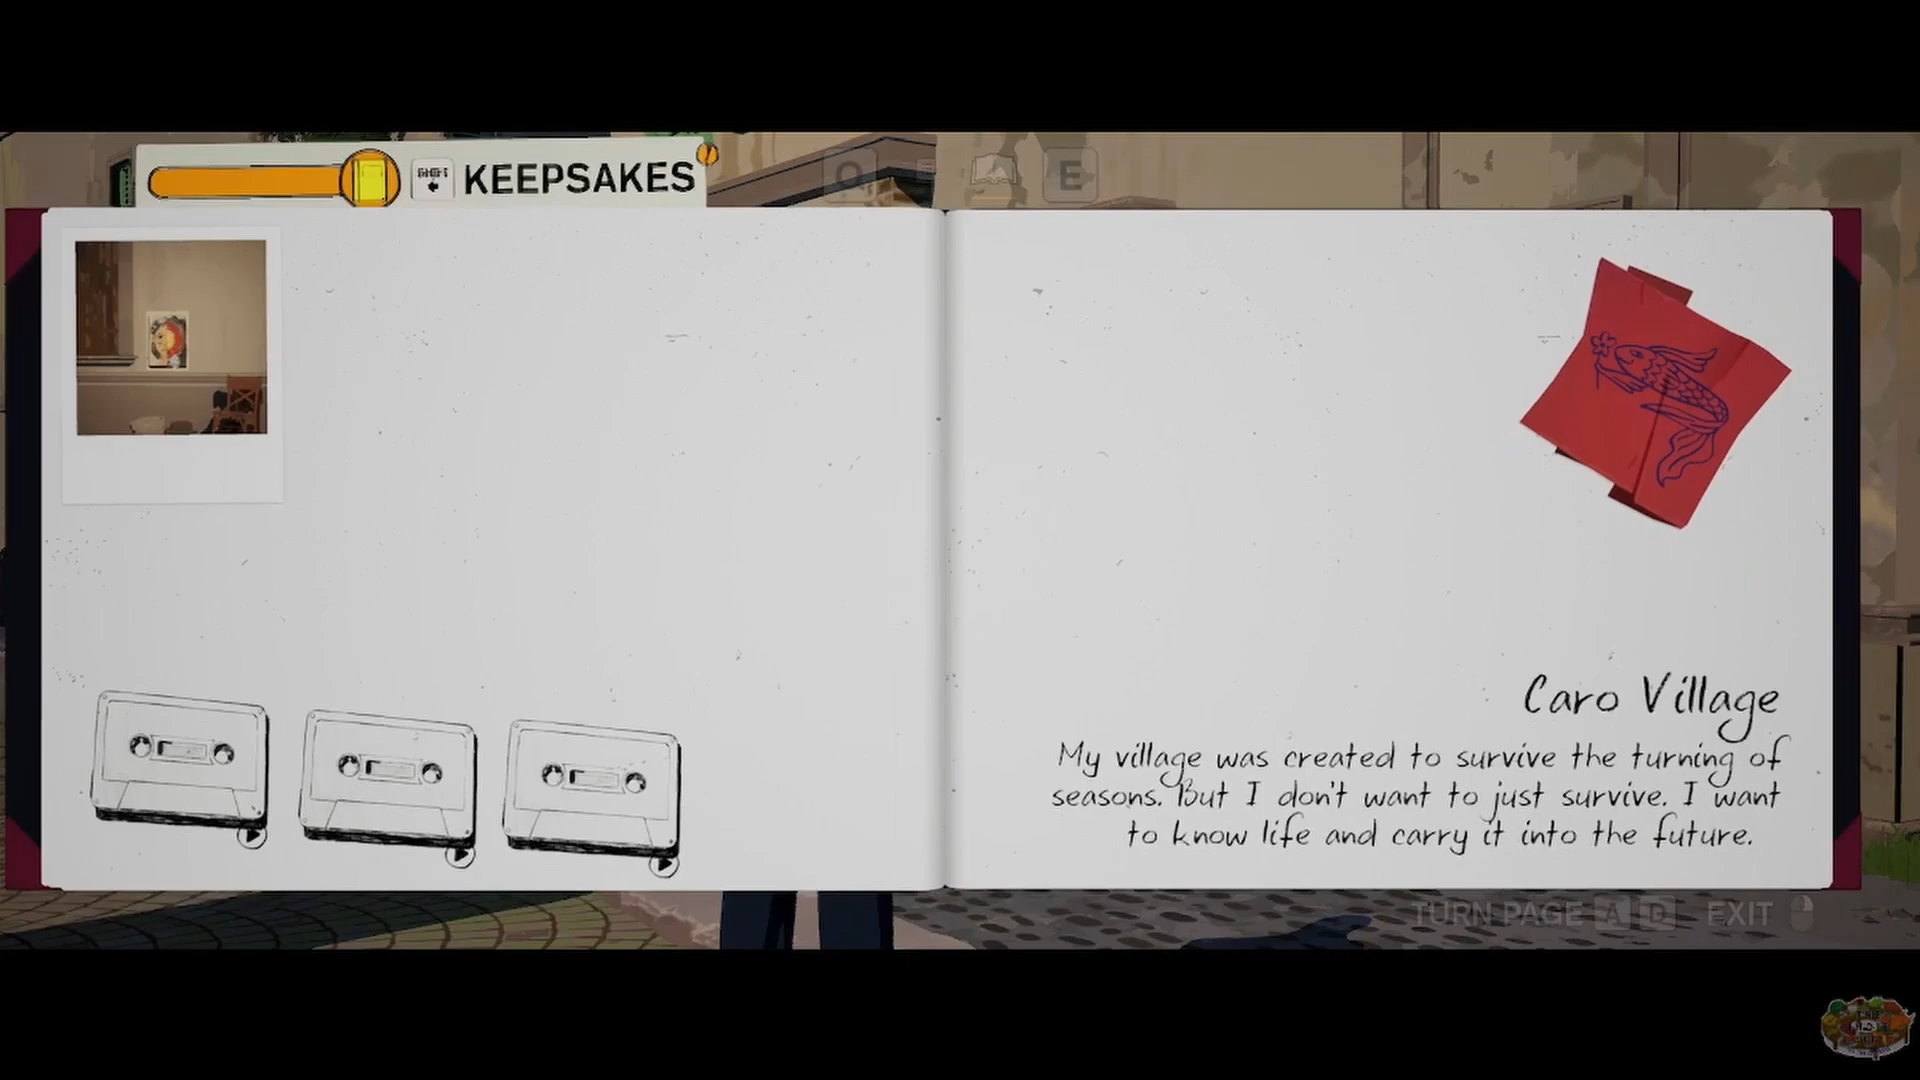 SHIFT KEEPSAKES
Q E
Caro Village
My village was created to survive the turning of
seasons. But I don't want to just survive. I want
to know life and carry it into the future.
TURN PAGE A D EXIT